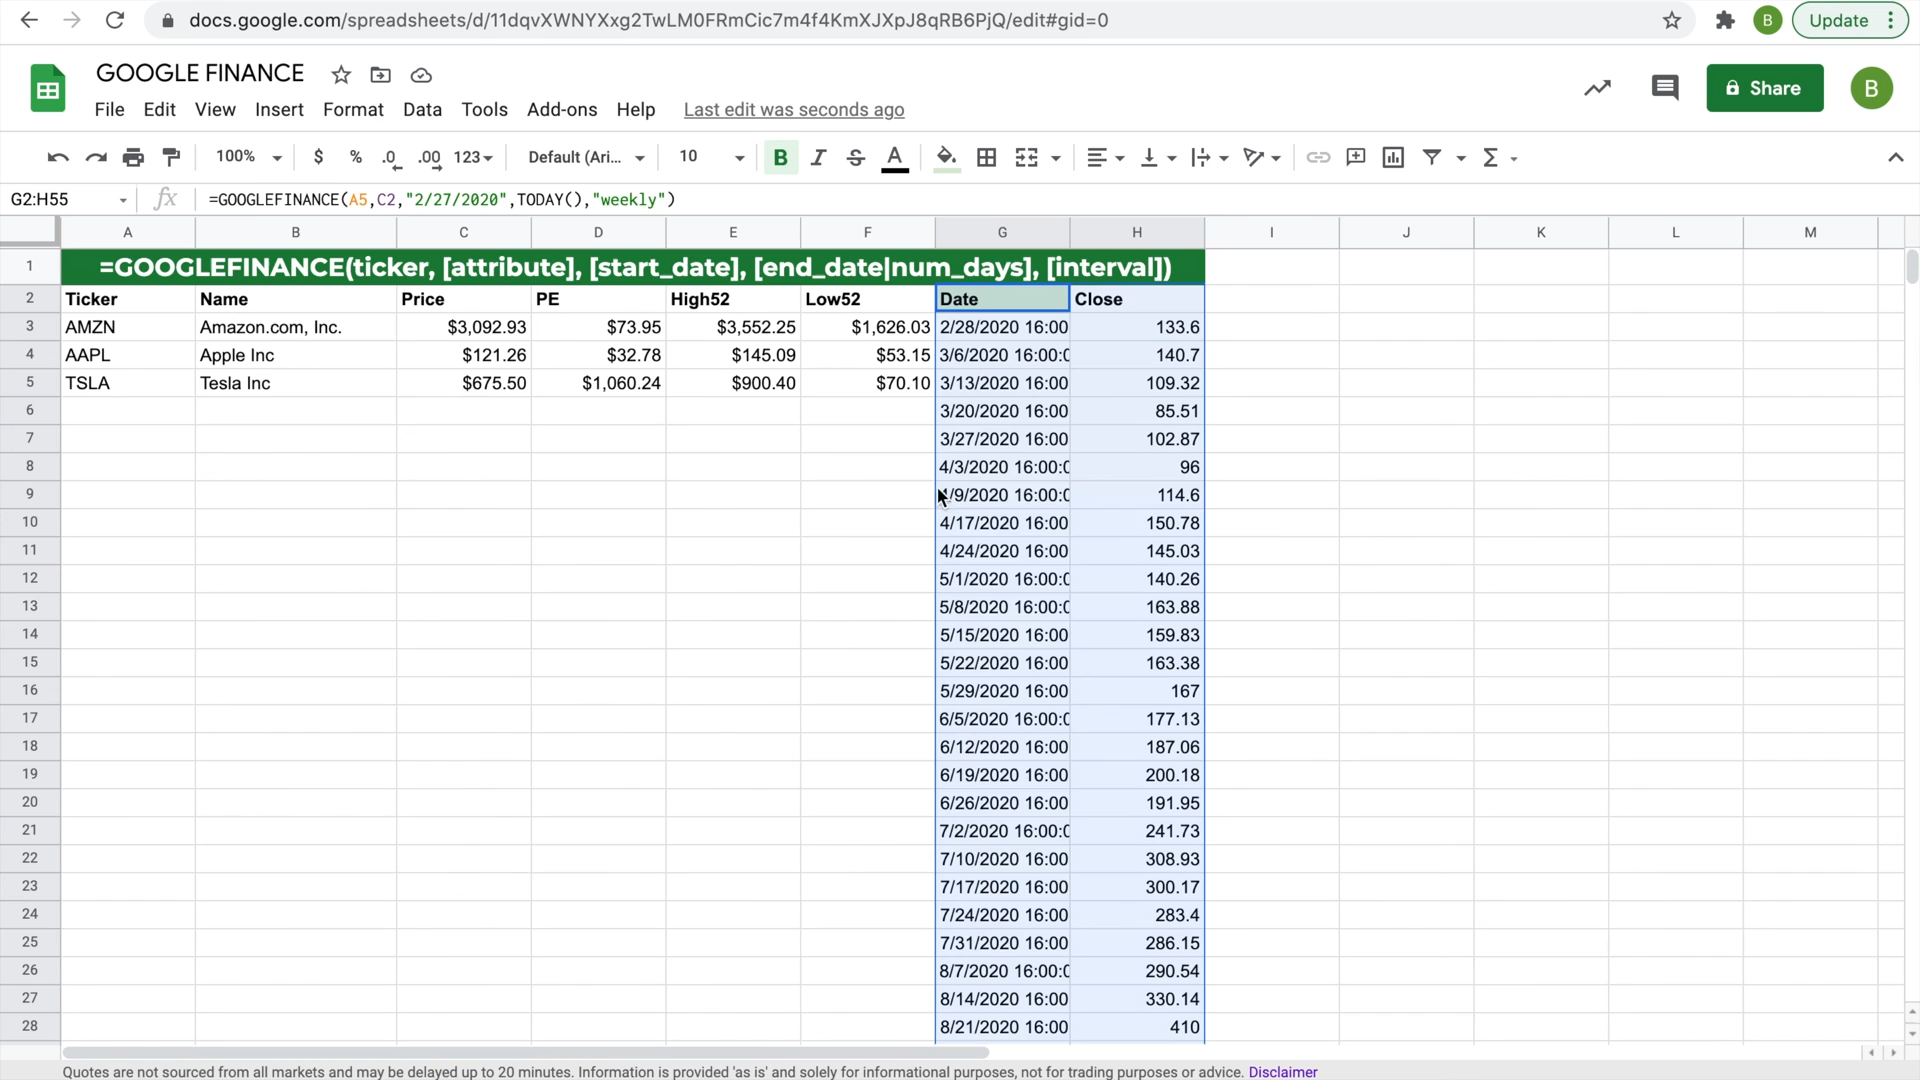 docs.google.com/spreadsheets/d/11dqvXWNYXxg2TwLM0FRmCic7m4f4KmXJXpJ8qRB6PjQ/edit#gid=0 B Update
GOOGLE FINANCE
File Edit View Insert Format Data Tools Add-ons Help Last edit was seconds ago Share B
100% $ % .0 .00 123 Default (Ari... 10 B I S A Σ
G2:H55 fx =GOOGLEFINANCE(A5,C2,"2/27/2020",TODAY(),"weekly")
A B C D E F G H I J K L M
1 =GOOGLEFINANCE(ticker, [attribute], [start_date], [end_date|num_days], [interval])
2 Ticker Name Price PE High52 Low52 Date Close
3 AMZN Amazon.com, Inc. $3,092.93 $73.95 $3,552.25 $1,626.03 2/28/2020 16:00 133.6
4 AAPL Apple Inc $121.26 $32.78 $145.09 $53.15 3/6/2020 16:00:0 140.7
5 TSLA Tesla Inc $675.50 $1,060.24 $900.40 $70.10 3/13/2020 16:00 109.32
6 3/20/2020 16:00 85.51
7 3/27/2020 16:00 102.87
8 4/3/2020 16:00:0 96
9 4/9/2020 16:00:0 114.6
10 4/17/2020 16:00 150.78
11 4/24/2020 16:00 145.03
12 5/1/2020 16:00:0 140.26
13 5/8/2020 16:00:0 163.88
14 5/15/2020 16:00 159.83
15 5/22/2020 16:00 163.38
16 5/29/2020 16:00 167
17 6/5/2020 16:00:0 177.13
18 6/12/2020 16:00 187.06
19 6/19/2020 16:00 200.18
20 6/26/2020 16:00 191.95
21 7/2/2020 16:00:0 241.73
22 7/10/2020 16:00 308.93
23 7/17/2020 16:00 300.17
24 7/24/2020 16:00 283.4
25 7/31/2020 16:00 286.15
26 8/7/2020 16:00:0 290.54
27 8/14/2020 16:00 330.14
28 8/21/2020 16:00 410
Quotes are not sourced from all markets and may be delayed up to 20 minutes. Information is provided 'as is' and solely for informational purposes, not for trading purposes or advice. Disclaimer